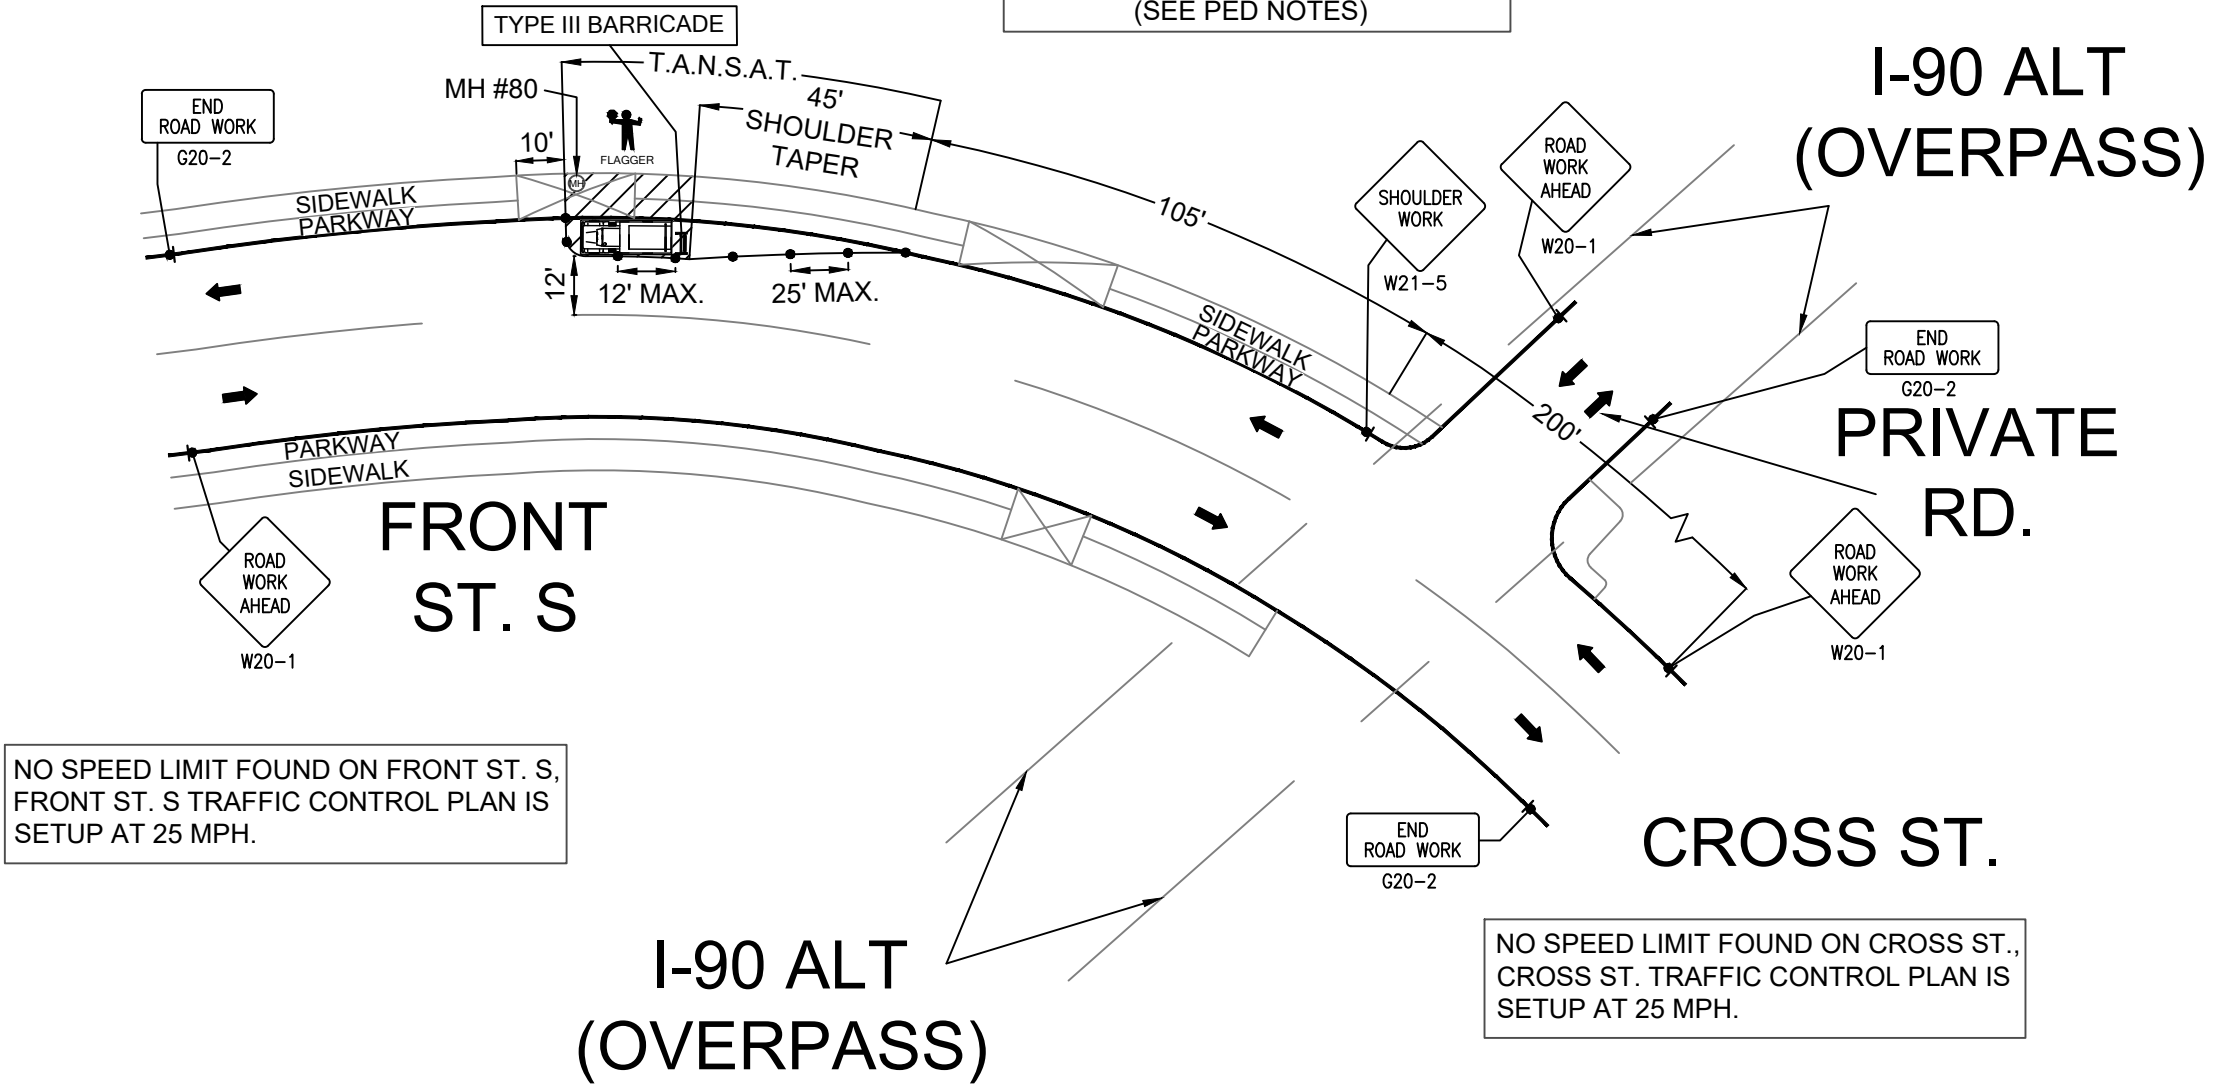 (SEE PED NOTES)
TYPE III BARRICADE
T.A.N.S.A.T.
MH #80
45'
SHOULDER
TAPER
10'
FLAGGER
MH
END
ROAD WORK
G20-2
SIDEWALK
PARKWAY
12'
12' MAX.
25' MAX.
105'
SHOULDER
WORK
W21-5
ROAD
WORK
AHEAD
W20-1
I-90 ALT
(OVERPASS)
SIDEWALK
PARKWAY
END
ROAD WORK
G20-2
200'
PRIVATE
RD.
PARKWAY
SIDEWALK
FRONT
ST. S
ROAD
WORK
AHEAD
W20-1
ROAD
WORK
AHEAD
W20-1
NO SPEED LIMIT FOUND ON FRONT ST. S,
FRONT ST. S TRAFFIC CONTROL PLAN IS
SETUP AT 25 MPH.
END
ROAD WORK
G20-2
CROSS ST.
I-90 ALT
(OVERPASS)
NO SPEED LIMIT FOUND ON CROSS ST.,
CROSS ST. TRAFFIC CONTROL PLAN IS
SETUP AT 25 MPH.